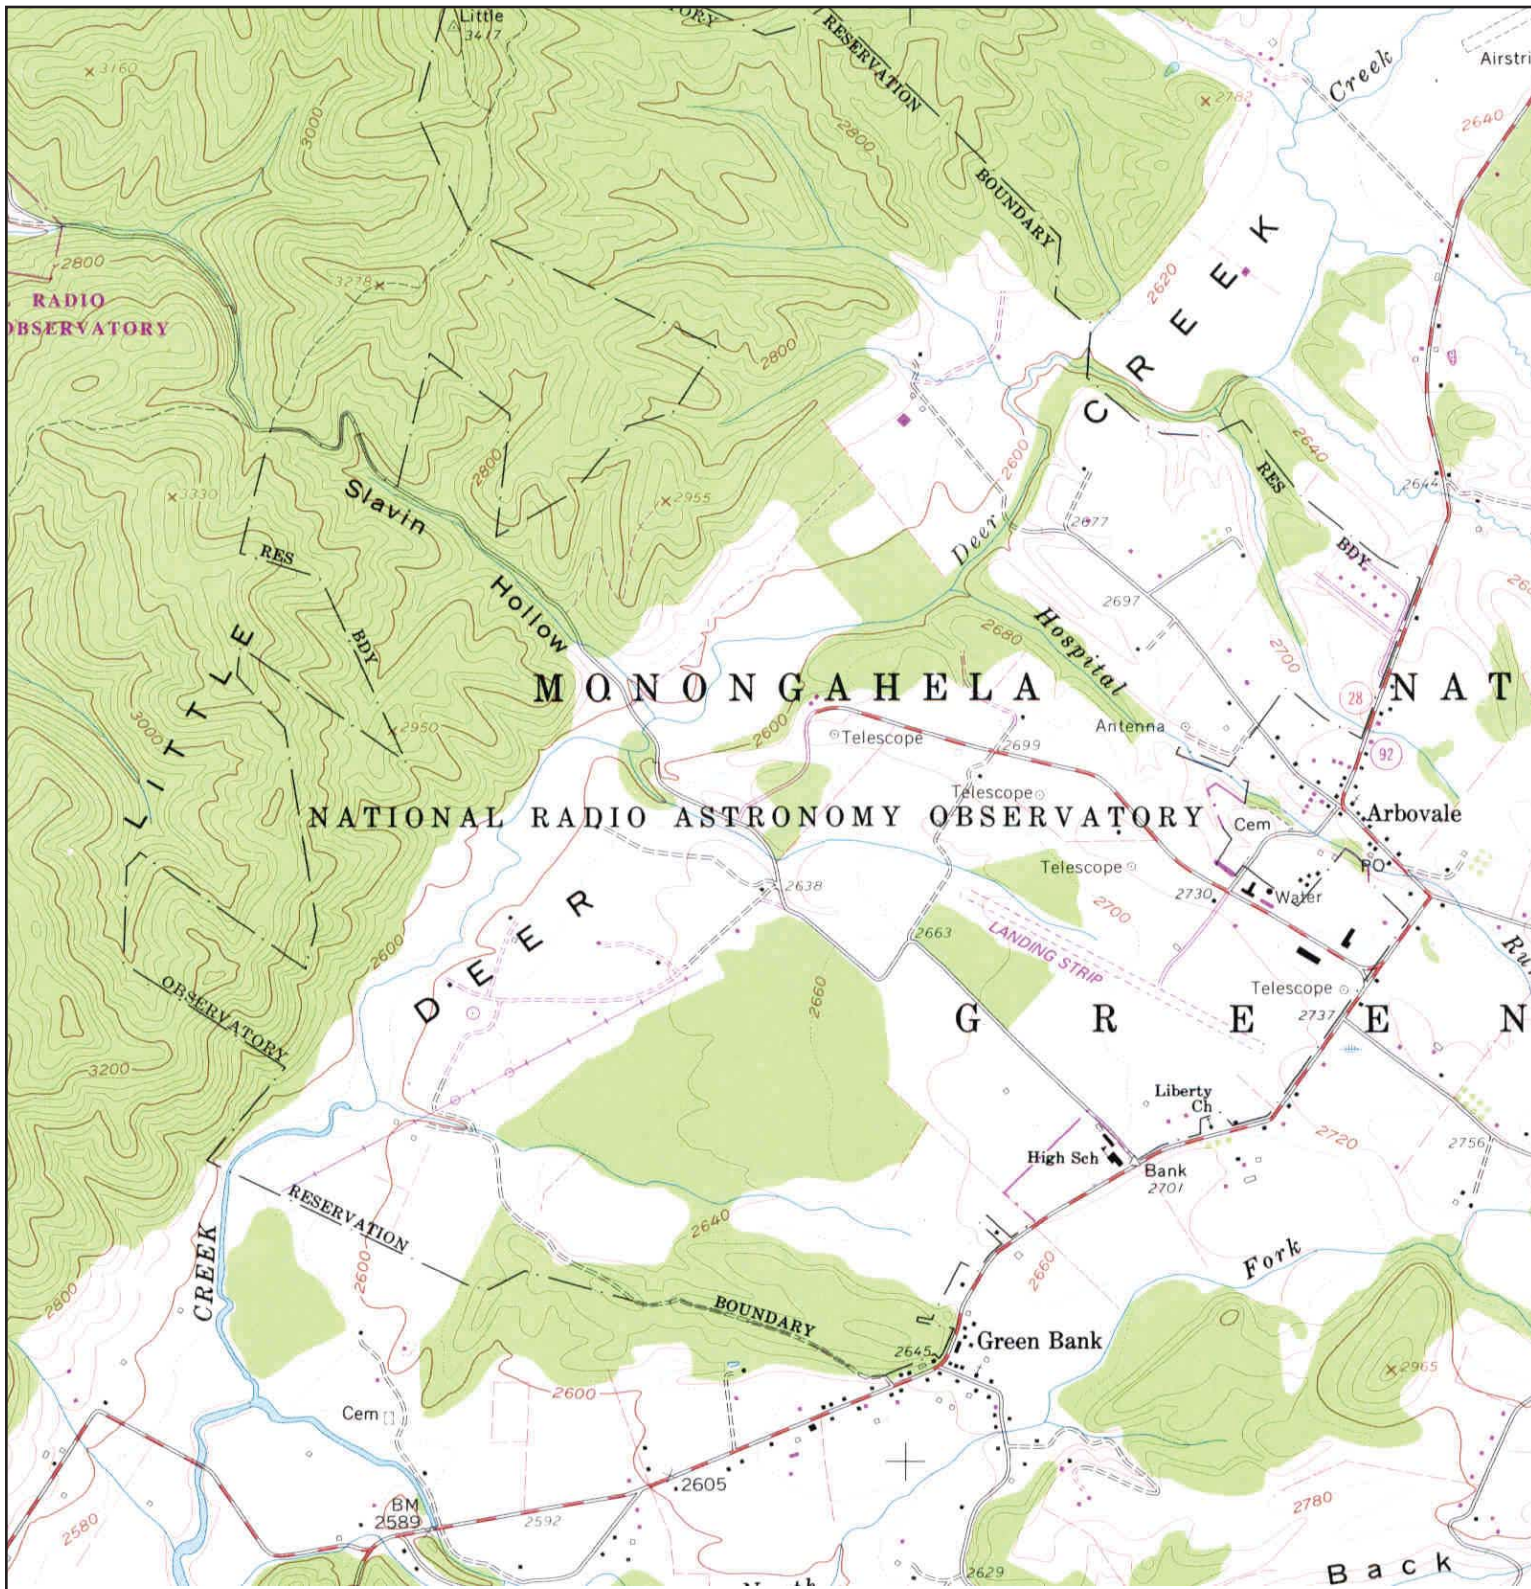 Little
3417
ORY
RESERVATION
BOUNDARY
Creek
Airstri
×3160
3000
2800
×2782
2640
2800
RADIO
OBSERVATORY
3278×
2620
CREEK
2800
2600
2640
RES
2644
×3330
Slavin
2800
×2955
Deer
2677
BDY
RES
Hollow
2697
Hospital
2680
LITTLE
BDY
2700
MONONGAHELA
NAT
28
3000
×2950
2600
Telescope
2699
Antenna
92
Telescope
NATIONAL RADIO ASTRONOMY OBSERVATORY
Cem
Arbovale
Telescope
PO
2638
2730
Water
2700
DEER
2663
LANDING STRIP
Ru
2600
OBSERVATORY
2660
Telescope
2737
GREEN
3200
Liberty
Ch
2720
2756
High Sch
Bank
2701
RESERVATION
2640
CREEK
2600
2660
Fork
2800
BOUNDARY
2645
Green Bank
×2965
2600
Cem
2605
BM
2589
2592
2580
2780
2629
Back